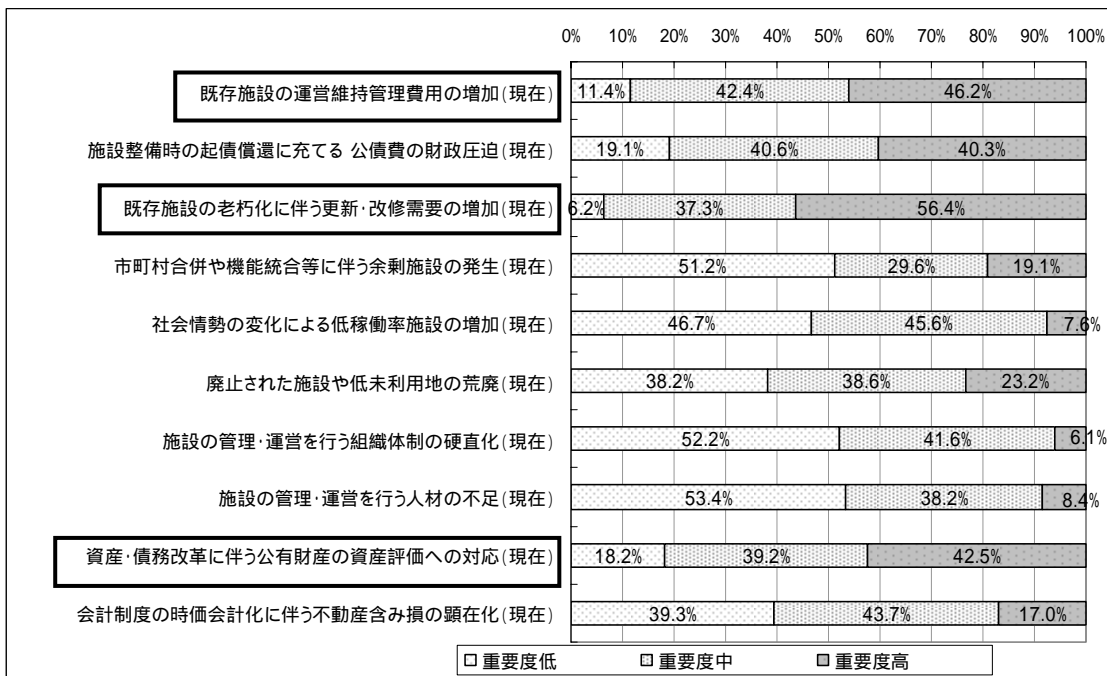 0% 10% 20% 30% 40% 50% 60% 70% 80% 90% 100%
既存施設の運営維持管理費用の増加(現在) 11.4% 42.4% 46.2%
施設整備時の起債償還に充てる 公債費の財政圧迫(現在) 19.1% 40.6% 40.3%
既存施設の老朽化に伴う更新・改修需要の増加(現在) 6.2% 37.3% 56.4%
市町村合併や機能統合等に伴う余剰施設の発生(現在) 51.2% 29.6% 19.1%
社会情勢の変化による低稼働率施設の増加(現在) 46.7% 45.6% 7.6%
廃止された施設や低未利用地の荒廃(現在) 38.2% 38.6% 23.2%
施設の管理・運営を行う組織体制の硬直化(現在) 52.2% 41.6% 6.1%
施設の管理・運営を行う人材の不足(現在) 53.4% 38.2% 8.4%
資産・債務改革に伴う公有財産の資産評価への対応(現在) 18.2% 39.2% 42.5%
会計制度の時価会計化に伴う不動産含み損の顕在化(現在) 39.3% 43.7% 17.0%
重要度低 重要度中 重要度高